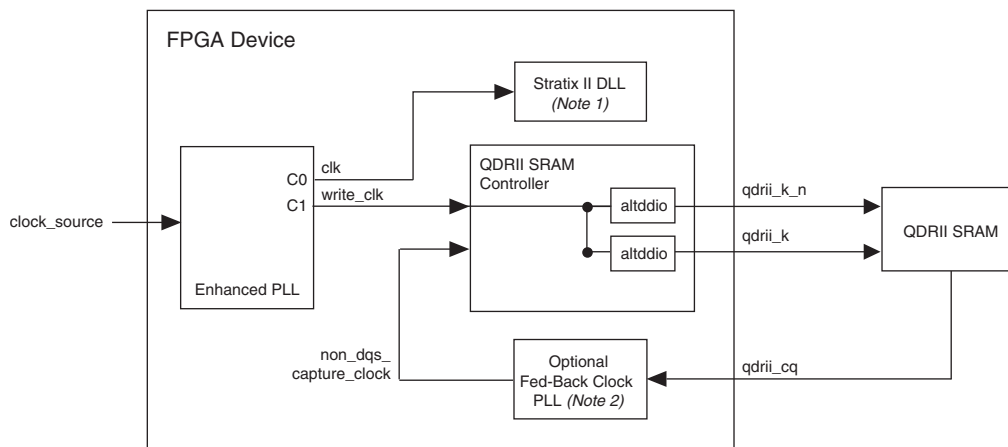 FPGA Device
Stratix II DLL
(Note 1)
clk
C0
write_clk
C1
QDRII SRAM
Controller
altddio
altddio
qdrii_k_n
qdrii_k
QDRII SRAM
clock_source
Enhanced PLL
non_dqs_
capture_clock
Optional
Fed-Back Clock
PLL (Note 2)
qdrii_cq